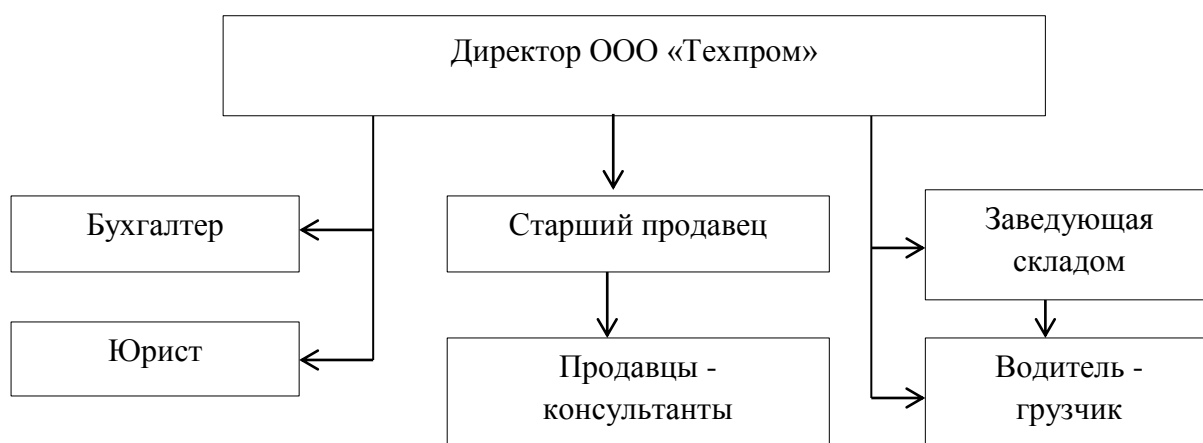 Директор ООО «Техпром»
Бухгалтер
Старший продавец
Заведующая
складом
Юрист
Продавцы -
консультанты
Водитель -
грузчик